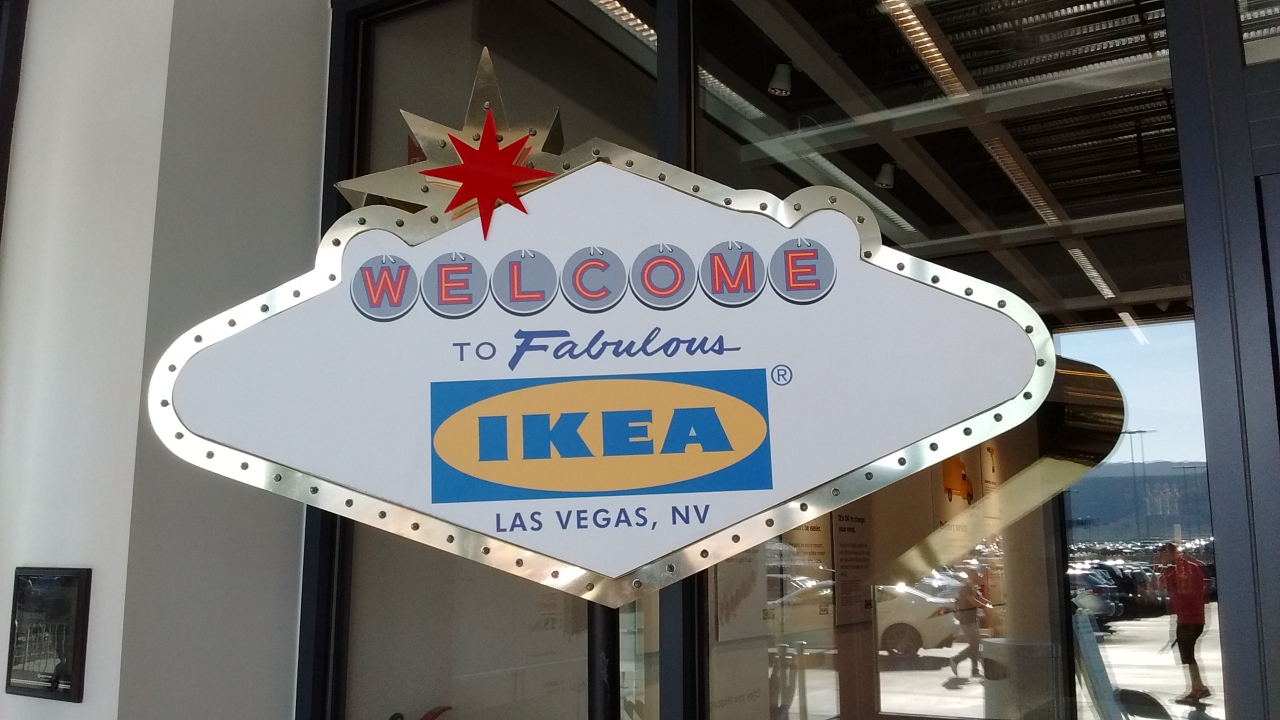 WELCOME
TO Fabulous
IKEA ®
LAS VEGAS, NV